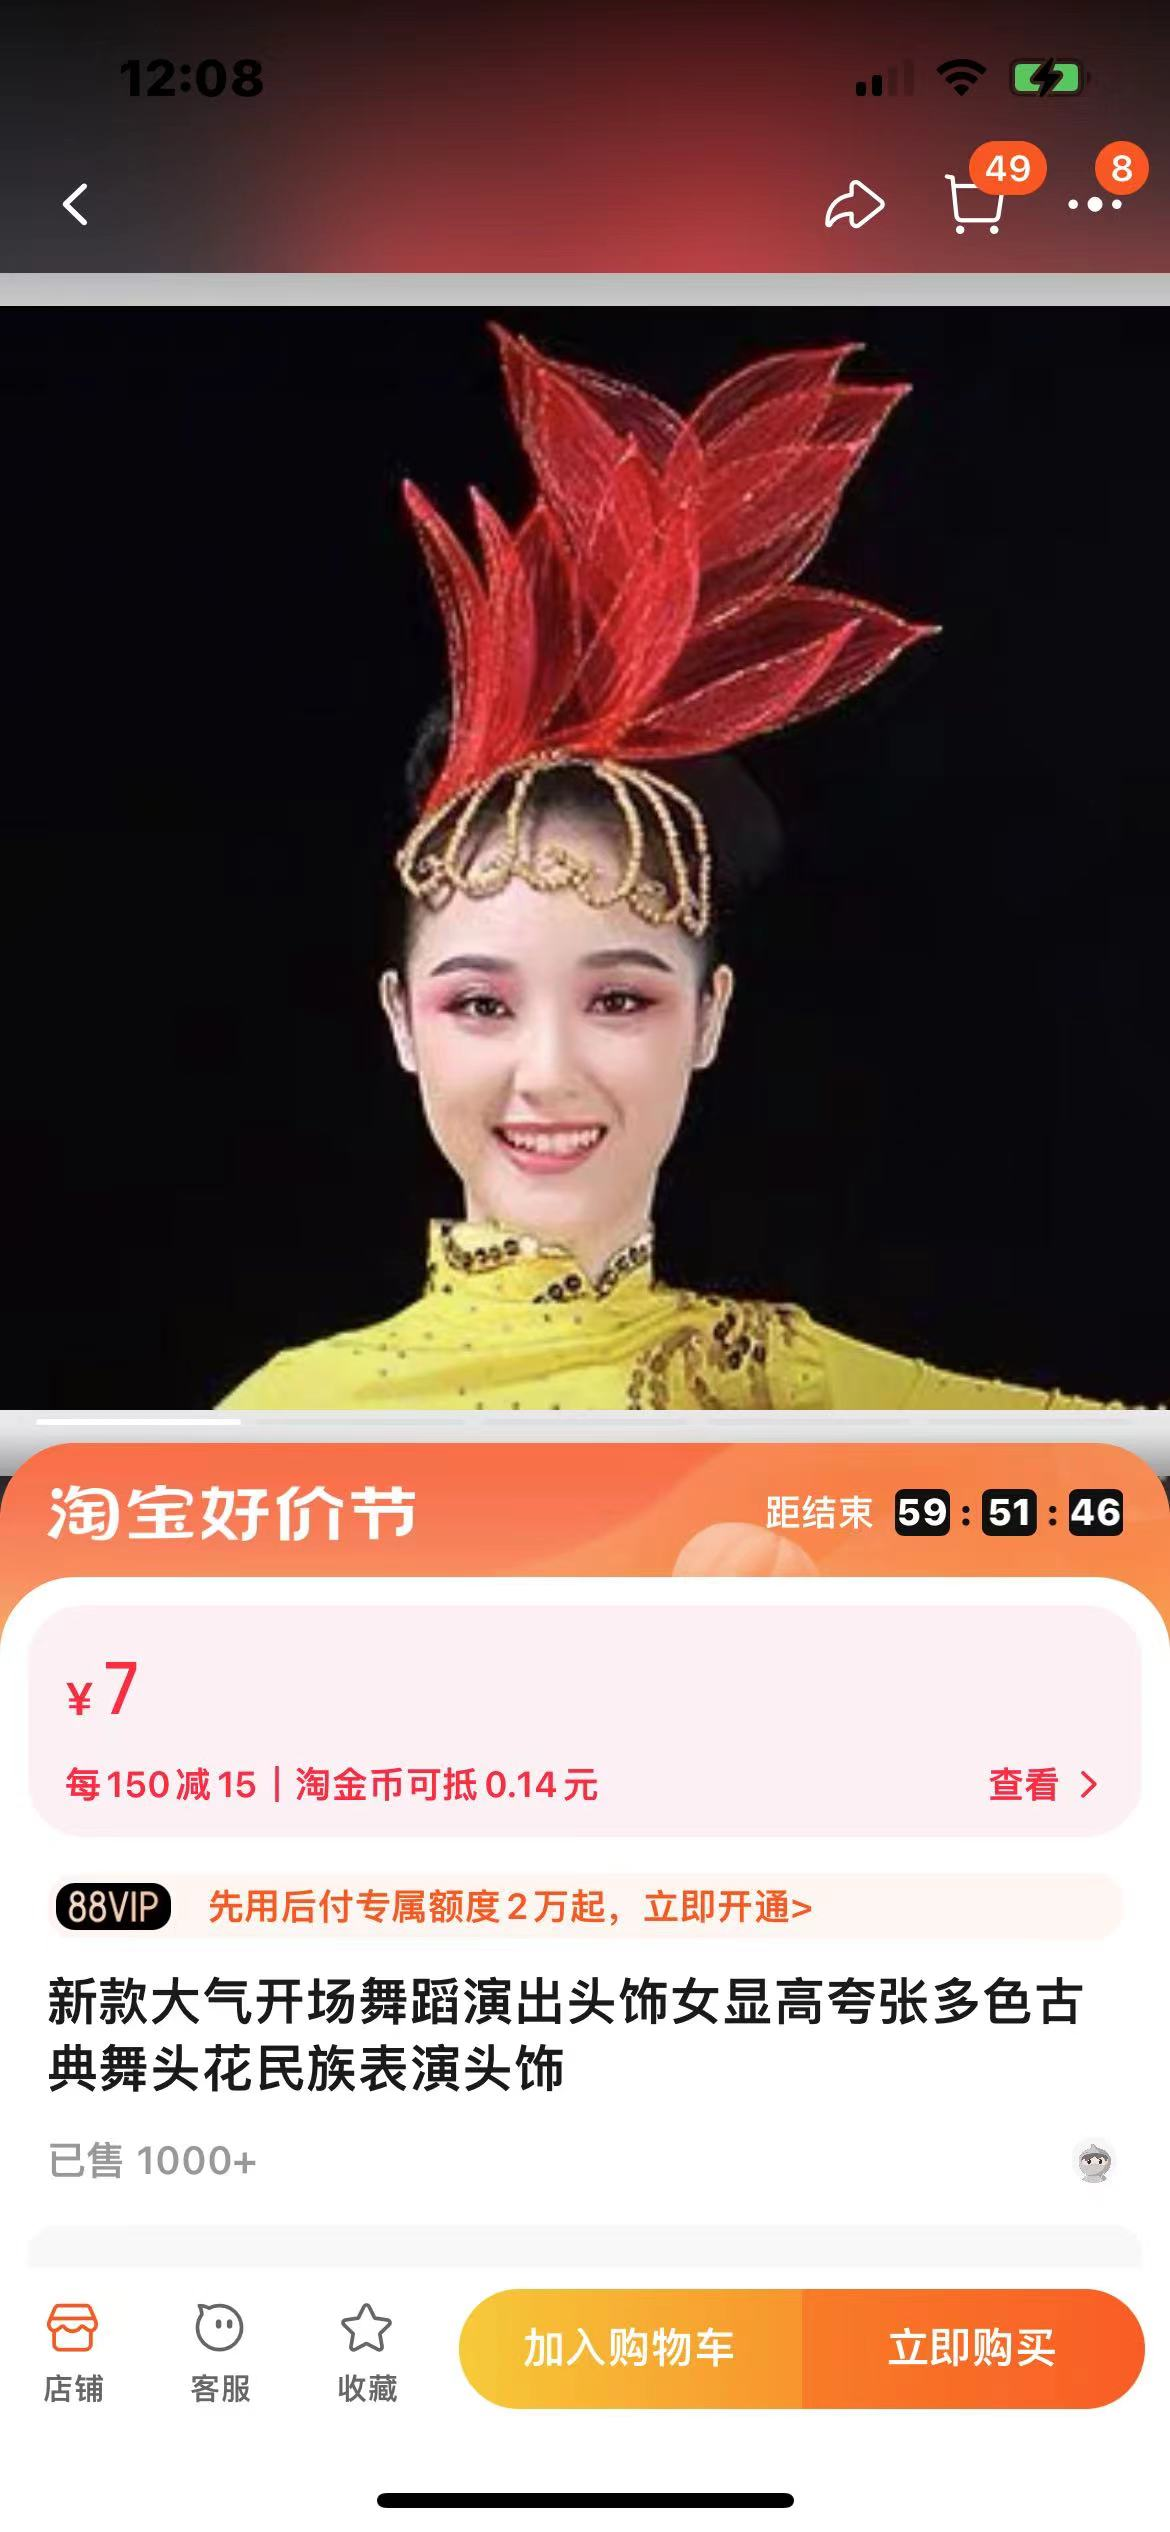 12:08
49
8
淘宝好价节
距结束 59:51:46
¥7
每150减15 | 淘金币可抵0.14元
查看 >
88VIP 先用后付专属额度2万起，立即开通>
新款大气开场舞蹈演出头饰女显高夸张多色古
典舞头花民族表演头饰
已售 1000+
店铺
客服
收藏
加入购物车
立即购买